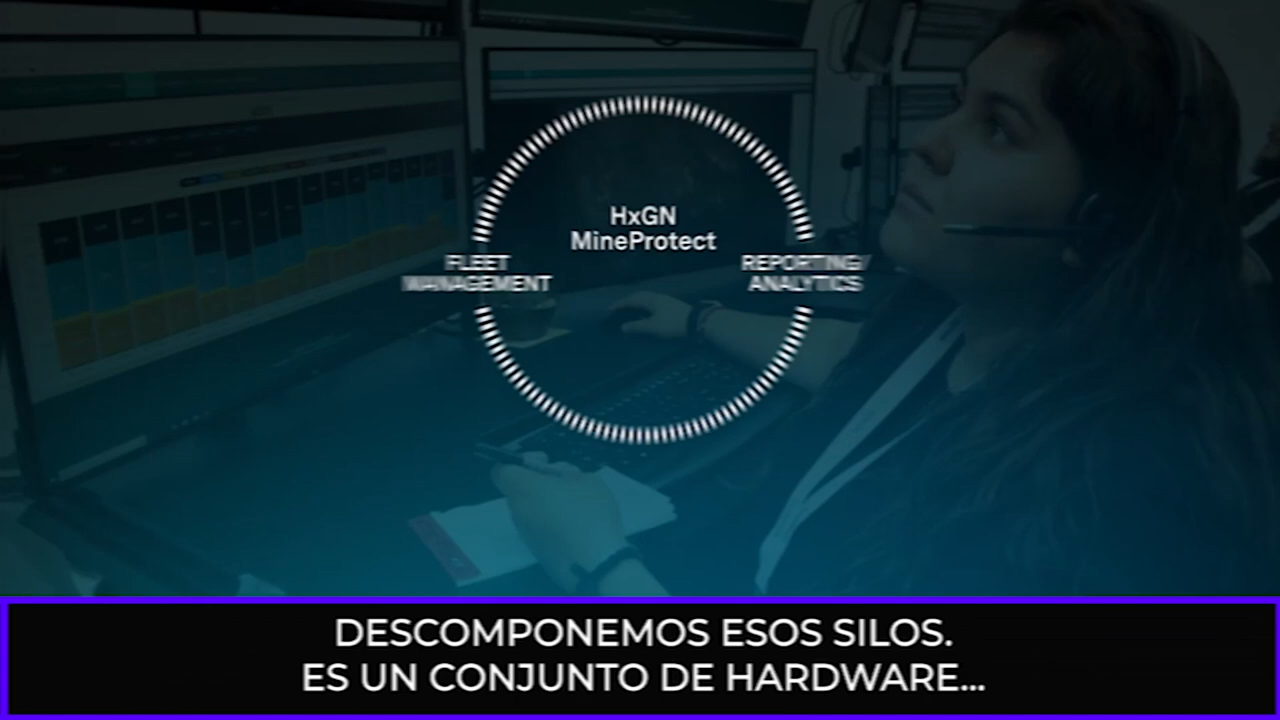 HxGN
MineProtect
FLEET
MANAGEMENT
REPORTING/
ANALYTICS
DESCOMPONEMOS ESOS SILOS.
ES UN CONJUNTO DE HARDWARE...